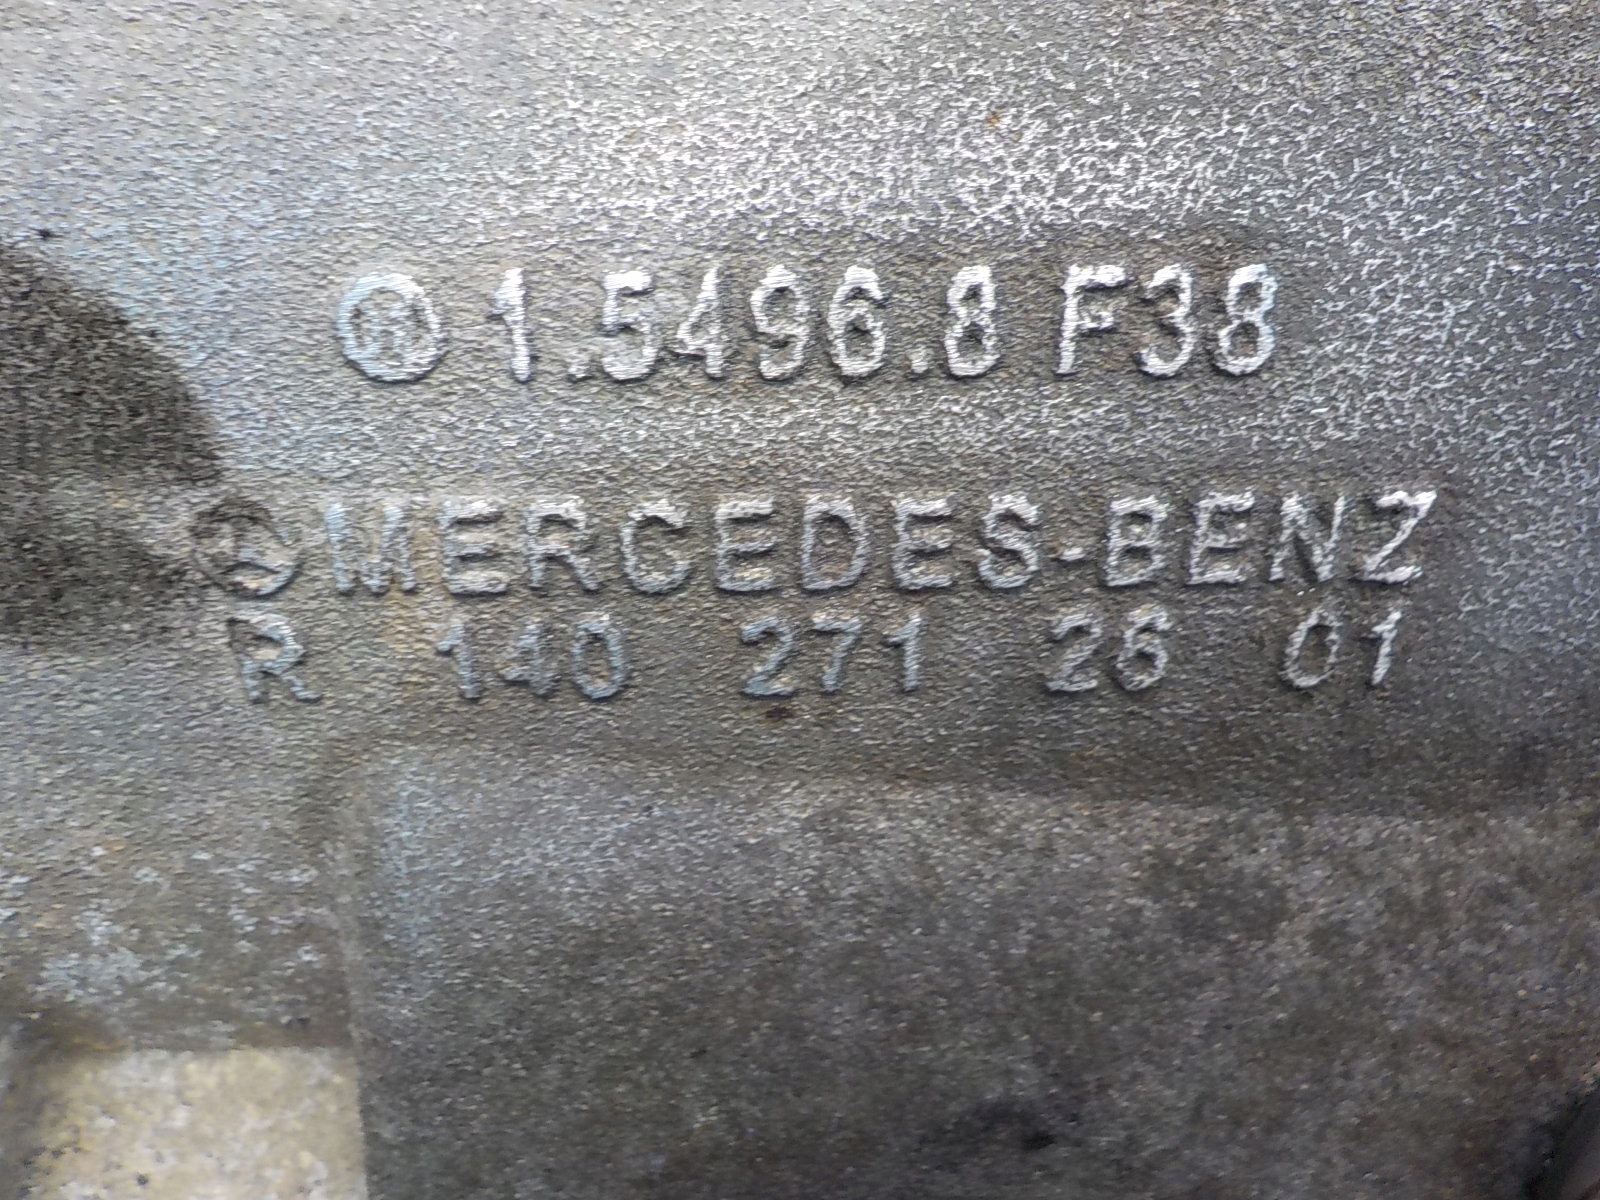 1.5496.8 F38
MERCEDES-BENZ
R 140 271 26 01